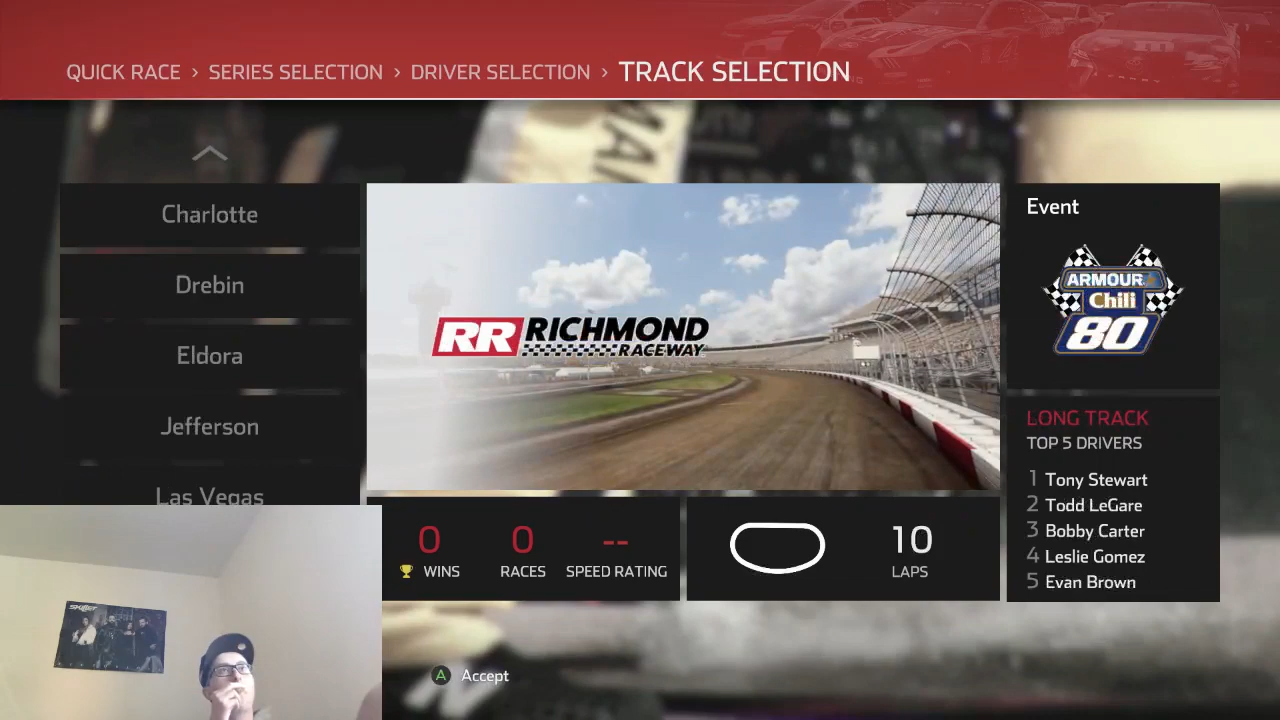 QUICK RACE › SERIES SELECTION › DRIVER SELECTION › TRACK SELECTION
Charlotte
Drebin
Eldora
Jefferson
Las Vegas
RR RICHMOND
RACEWAY
Event
ARMOUR
Chili
80
LONG TRACK
TOP 5 DRIVERS
1 Tony Stewart
2 Todd LeGare
3 Bobby Carter
4 Leslie Gomez
5 Evan Brown
0 0 --
WINS RACES SPEED RATING
10
LAPS
A Accept
SKILLET